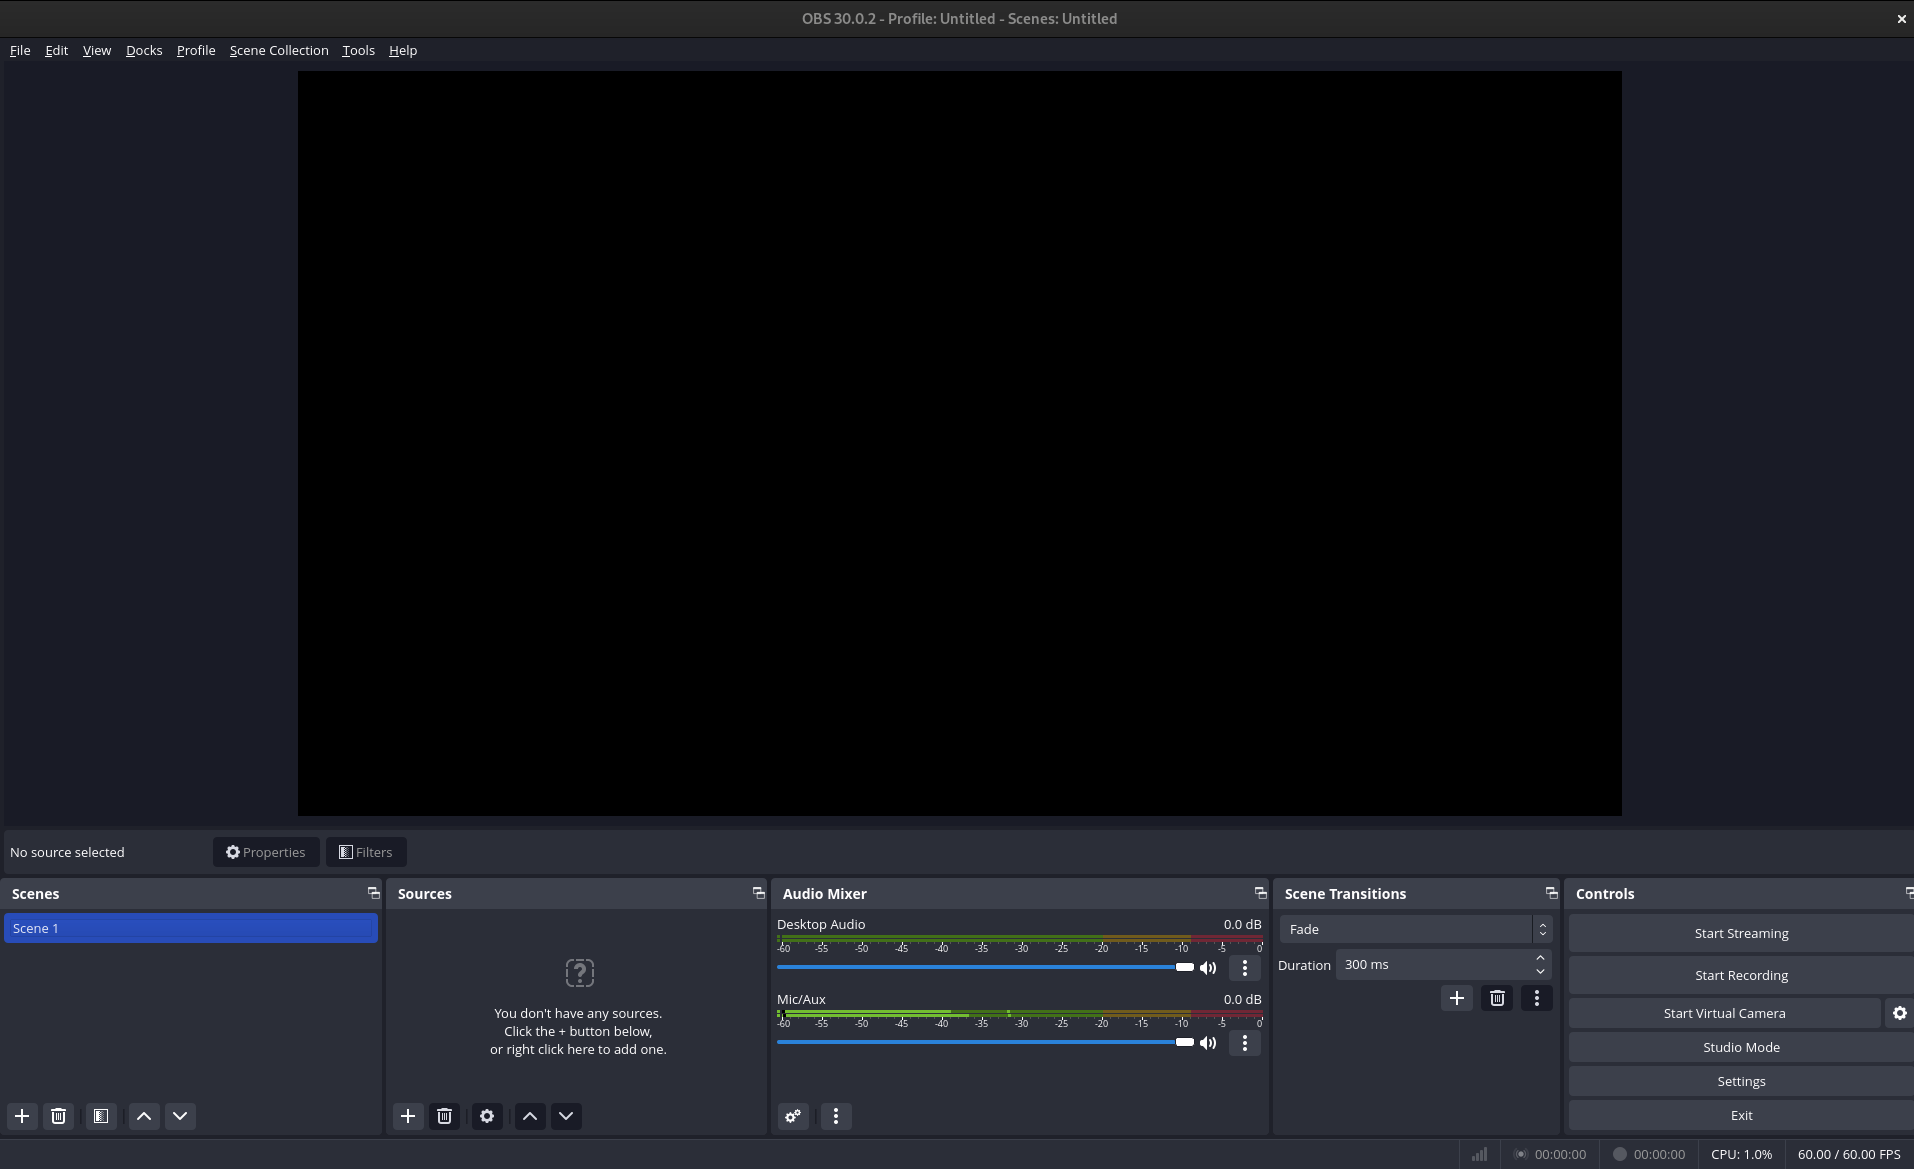 OBS 30.0.2 - Profile: Untitled - Scenes: Untitled
File Edit View Docks Profile Scene Collection Tools Help
No source selected Properties Filters
Scenes
Scene 1
Sources
You don't have any sources.
Click the + button below,
or right click here to add one.
Audio Mixer
Desktop Audio 0.0 dB
-60 -55 -50 -45 -40 -35 -30 -25 -20 -15 -10 -5 0
Mic/Aux 0.0 dB
-60 -55 -50 -45 -40 -35 -30 -25 -20 -15 -10 -5 0
Scene Transitions
Fade
Duration 300 ms
Controls
Start Streaming
Start Recording
Start Virtual Camera
Studio Mode
Settings
Exit
00:00:00 00:00:00 CPU: 1.0% 60.00 / 60.00 FPS